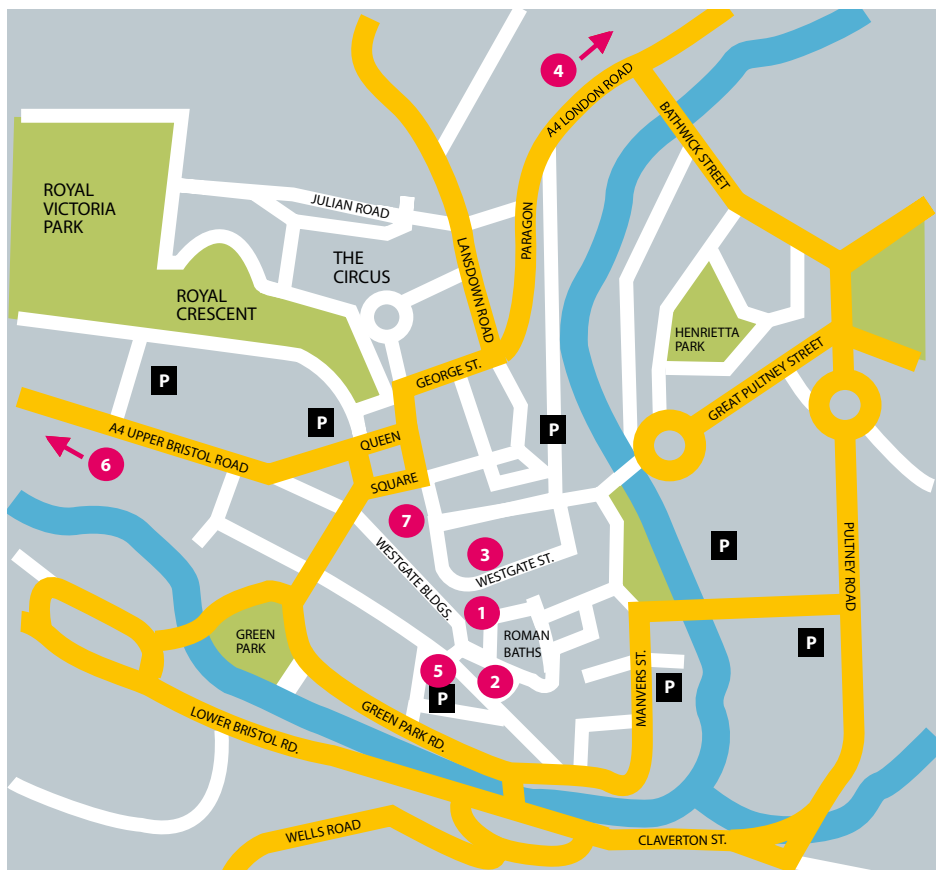 4
A4 LONDON ROAD
BATHWICK STREET
ROYAL
VICTORIA
PARK
JULIAN ROAD
PARAGON
LANSDOWN ROAD
THE
CIRCUS
ROYAL
CRESCENT
HENRIETTA
PARK
GREAT PULTNEY STREET
GEORGE ST.
P
P
P
A4 UPPER BRISTOL ROAD
QUEEN
SQUARE
6
7
3
WESTGATE ST.
WESTGATE BLDGS.
P
PULTNEY ROAD
1
ROMAN
BATHS
GREEN
PARK
5
2
P
P
P
MANVERS ST.
GREEN PARK RD.
LOWER BRISTOL RD.
WELLS ROAD
CLAVERTON ST.